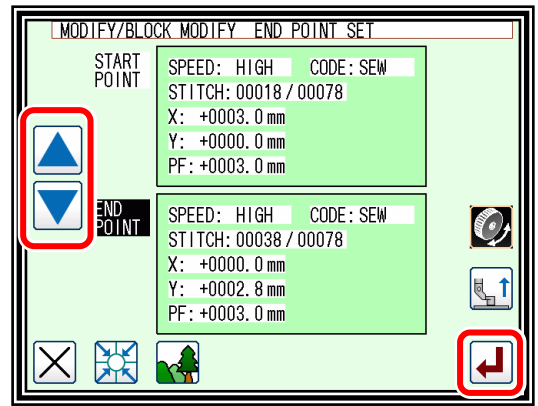 MODIFY/BLOCK MODIFY END POINT SET
START
POINT
SPEED: HIGH CODE: SEW
STITCH: 00018 / 00078
X: +0003.0 mm
Y: +0000.0 mm
PF: +0003.0 mm
END
POINT
SPEED: HIGH CODE: SEW
STITCH: 00038 / 00078
X: +0000.0 mm
Y: +0002.8 mm
PF: +0003.0 mm